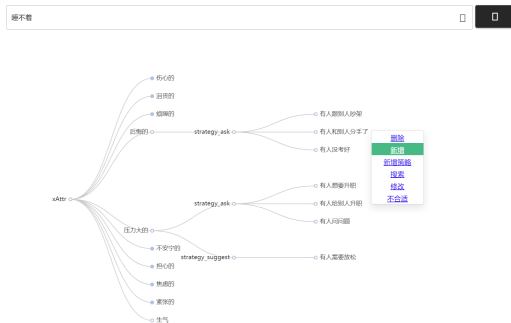 睡不着
伤心的
沮丧的
烦躁的
后悔的
strategy_ask
有人跟别人吵架
有人和别人分手了
有人没考好
删除
新增
新增策略
搜索
修改
不合适
xAttr
压力大的
strategy_ask
有人想要升职
有人给别人升职
有人问问题
不安宁的
strategy_suggest
有人需要放松
担心的
焦虑的
紧张的
生气